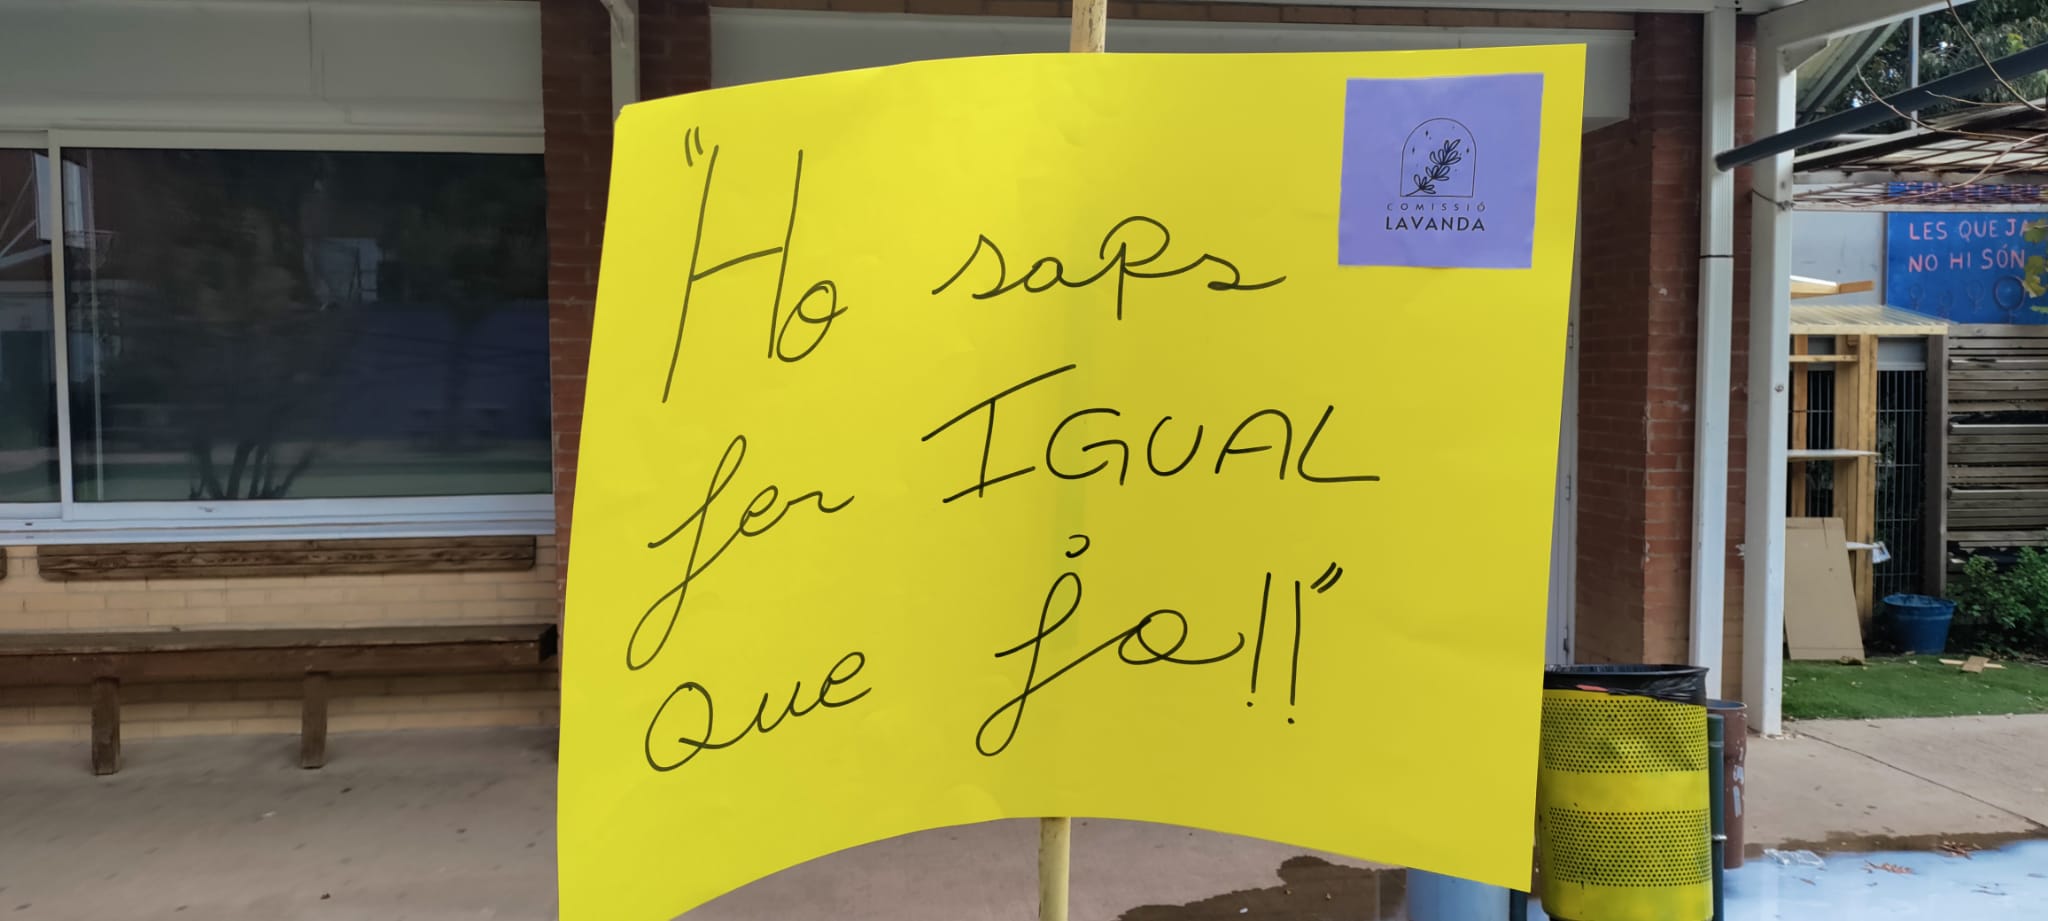 "Ho saps
fer IGUAL
que jo!!"
COMISSIÓ
LAVANDA
LES QUE JA
NO HI SÓN